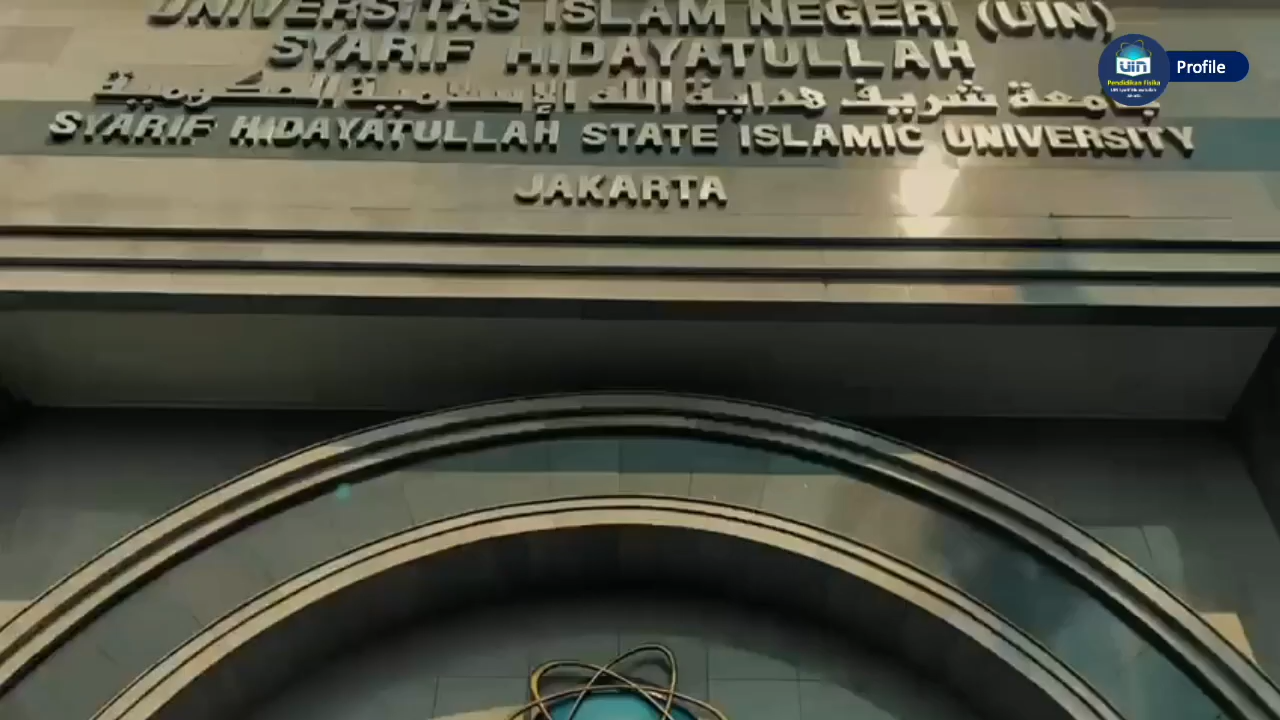 UNIVERSITAS ISLAM NEGERI (UIN)
SYARIF HIDAYATULLAH
جامعة شريف هداية الله الإسلامية الحكومية
SYARIF HIDAYATULLAH STATE ISLAMIC UNIVERSITY
JAKARTA
uin
Pendidikan Fisika
Profile